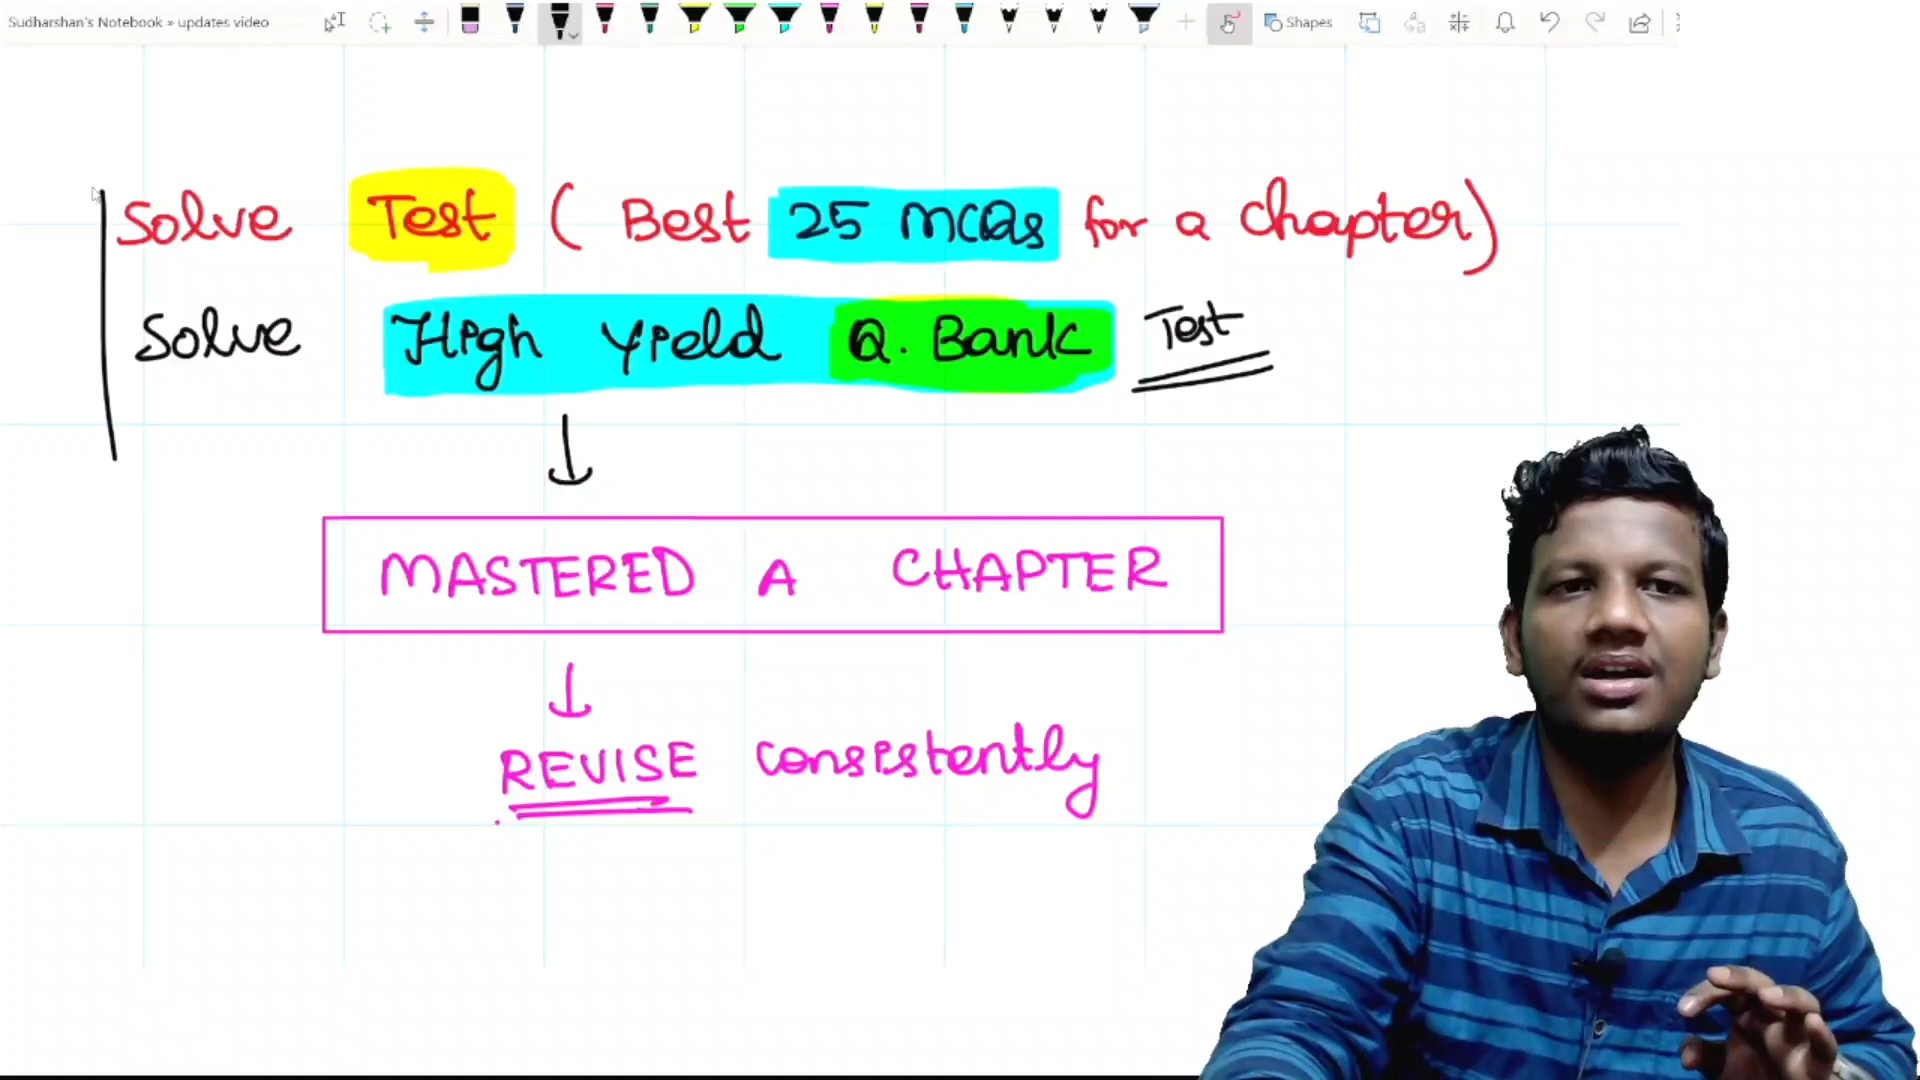 Sudharshan's Notebook » updates video
Shapes
Solve Test ( Best 25 MCQs for a chapter)
Solve High Yield Q. Bank Test
MASTERED A CHAPTER
REVISE consistently